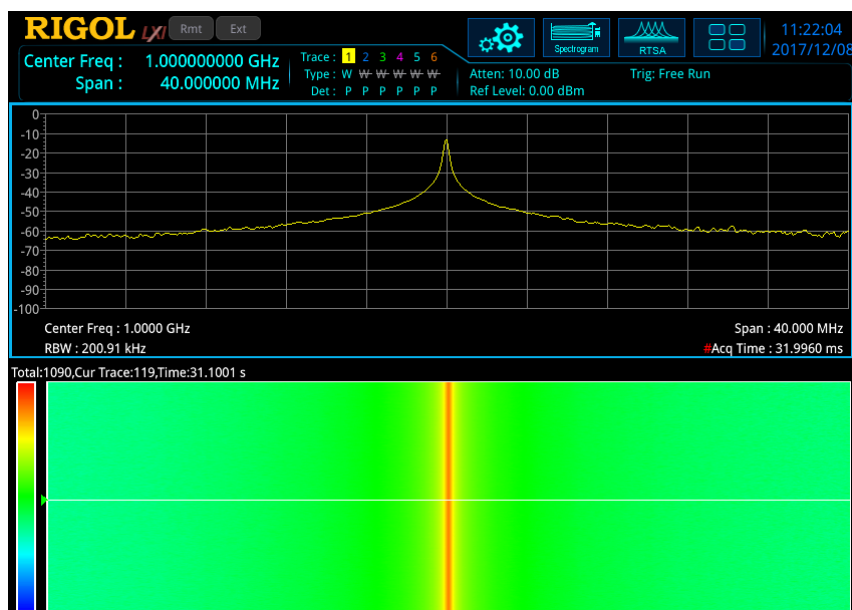 RIGOL LXI Rmt Ext
Spectrogram
RTSA
11:22:04
2017/12/08
Center Freq : 1.000000000 GHz
Span : 40.000000 MHz
Trace : 1 2 3 4 5 6
Type : W W W W W W
Det : P P P P P P
Atten: 10.00 dB
Trig: Free Run
Ref Level: 0.00 dBm
0
-10
-20
-30
-40
-50
-60
-70
-80
-90
-100
Center Freq : 1.0000 GHz
Span : 40.000 MHz
RBW : 200.91 kHz
#Acq Time : 31.9960 ms
Total:1090,Cur Trace:119,Time:31.1001 s